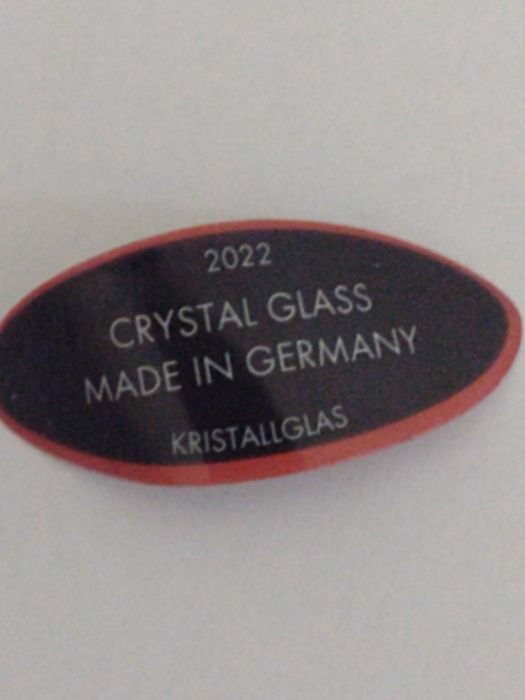 2022
CRYSTAL GLASS
MADE IN GERMANY
KRISTALLGLAS